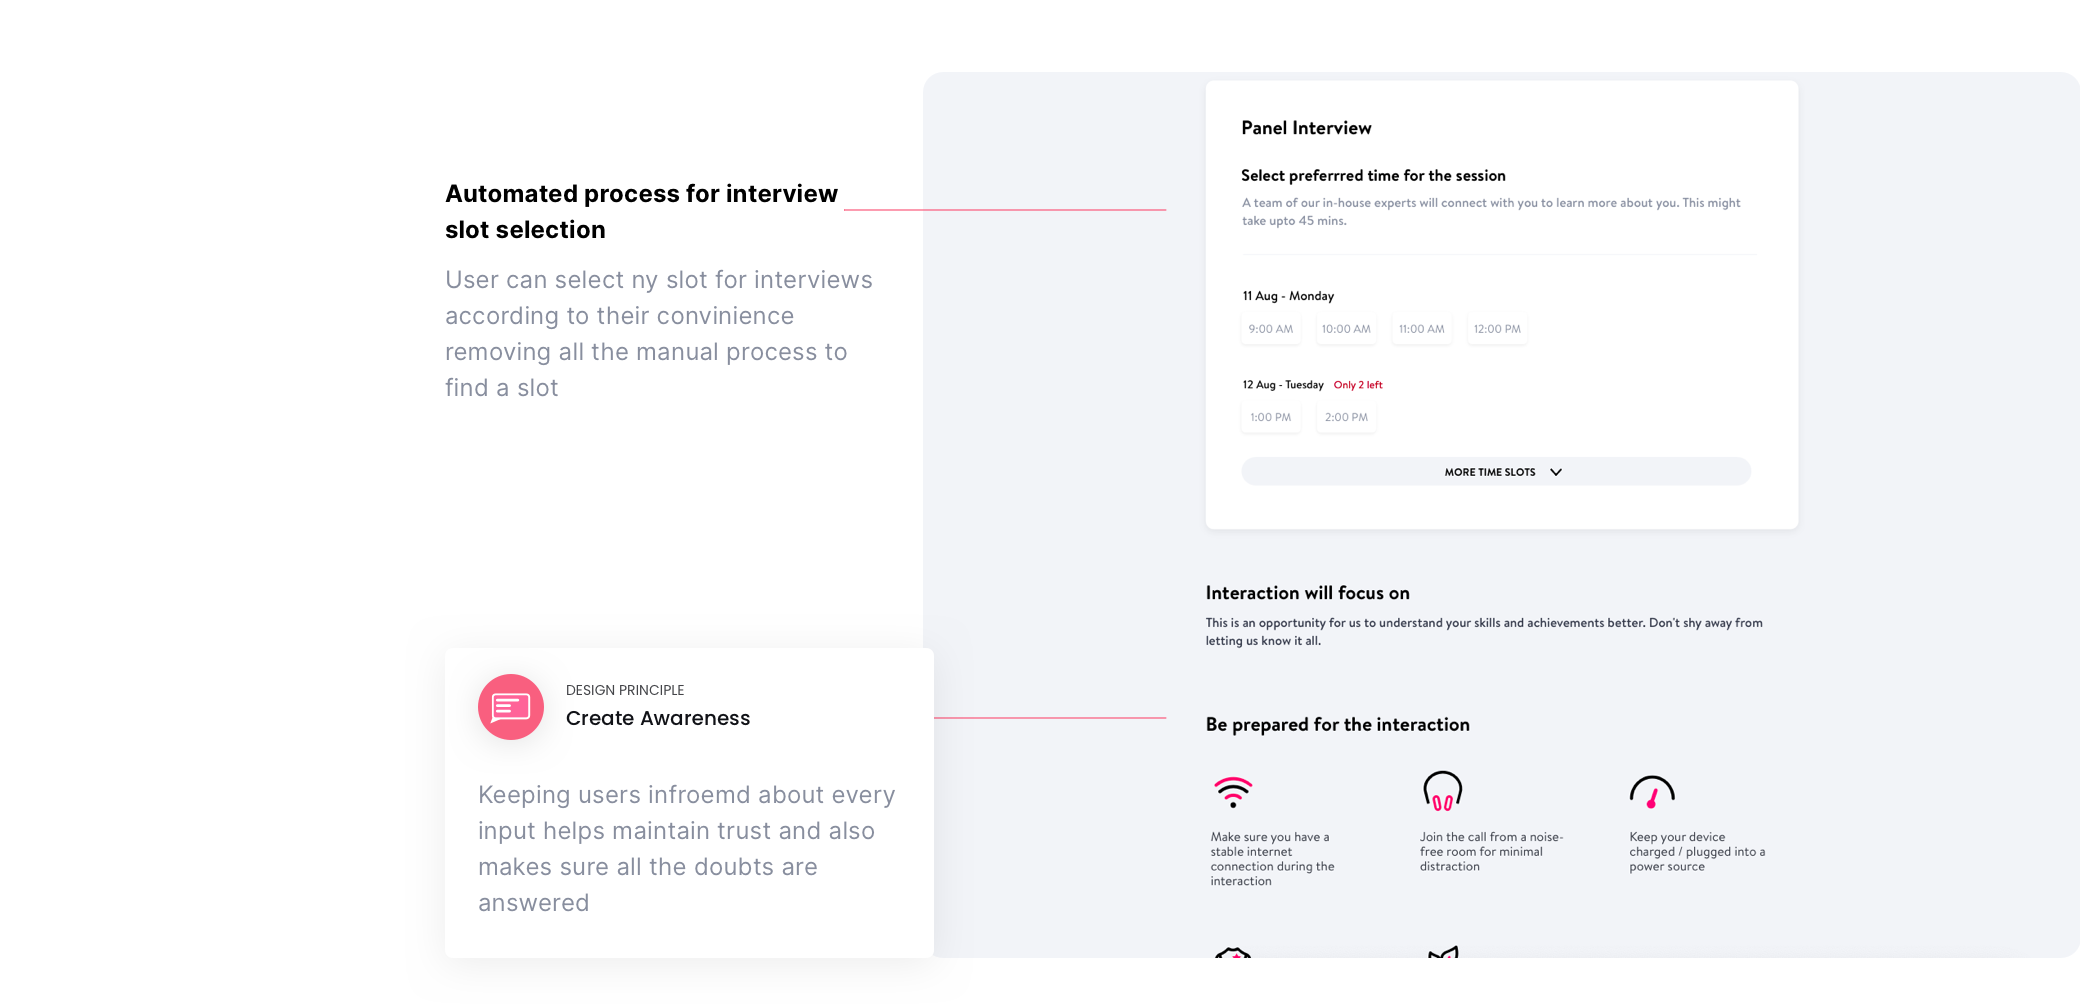 Automated process for interview
slot selection
User can select ny slot for interviews
according to their convinience
removing all the manual process to
find a slot
DESIGN PRINCIPLE
Create Awareness
Keeping users infroemd about every
input helps maintain trust and also
makes sure all the doubts are
answered
Panel Interview
Select preferrred time for the session
A team of our in-house experts will connect with you to learn more about you. This might
take upto 45 mins.
11 Aug - Monday
9:00 AM 10:00 AM 11:00 AM 12:00 PM
12 Aug - Tuesday Only 2 left
1:00 PM 2:00 PM
MORE TIME SLOTS
Interaction will focus on
This is an opportunity for us to understand your skills and achievements better. Don't shy away from
letting us know it all.
Be prepared for the interaction
Make sure you have a
stable internet
connection during the
interaction
Join the call from a noise-
free room for minimal
distraction
Keep your device
charged / plugged into a
power source